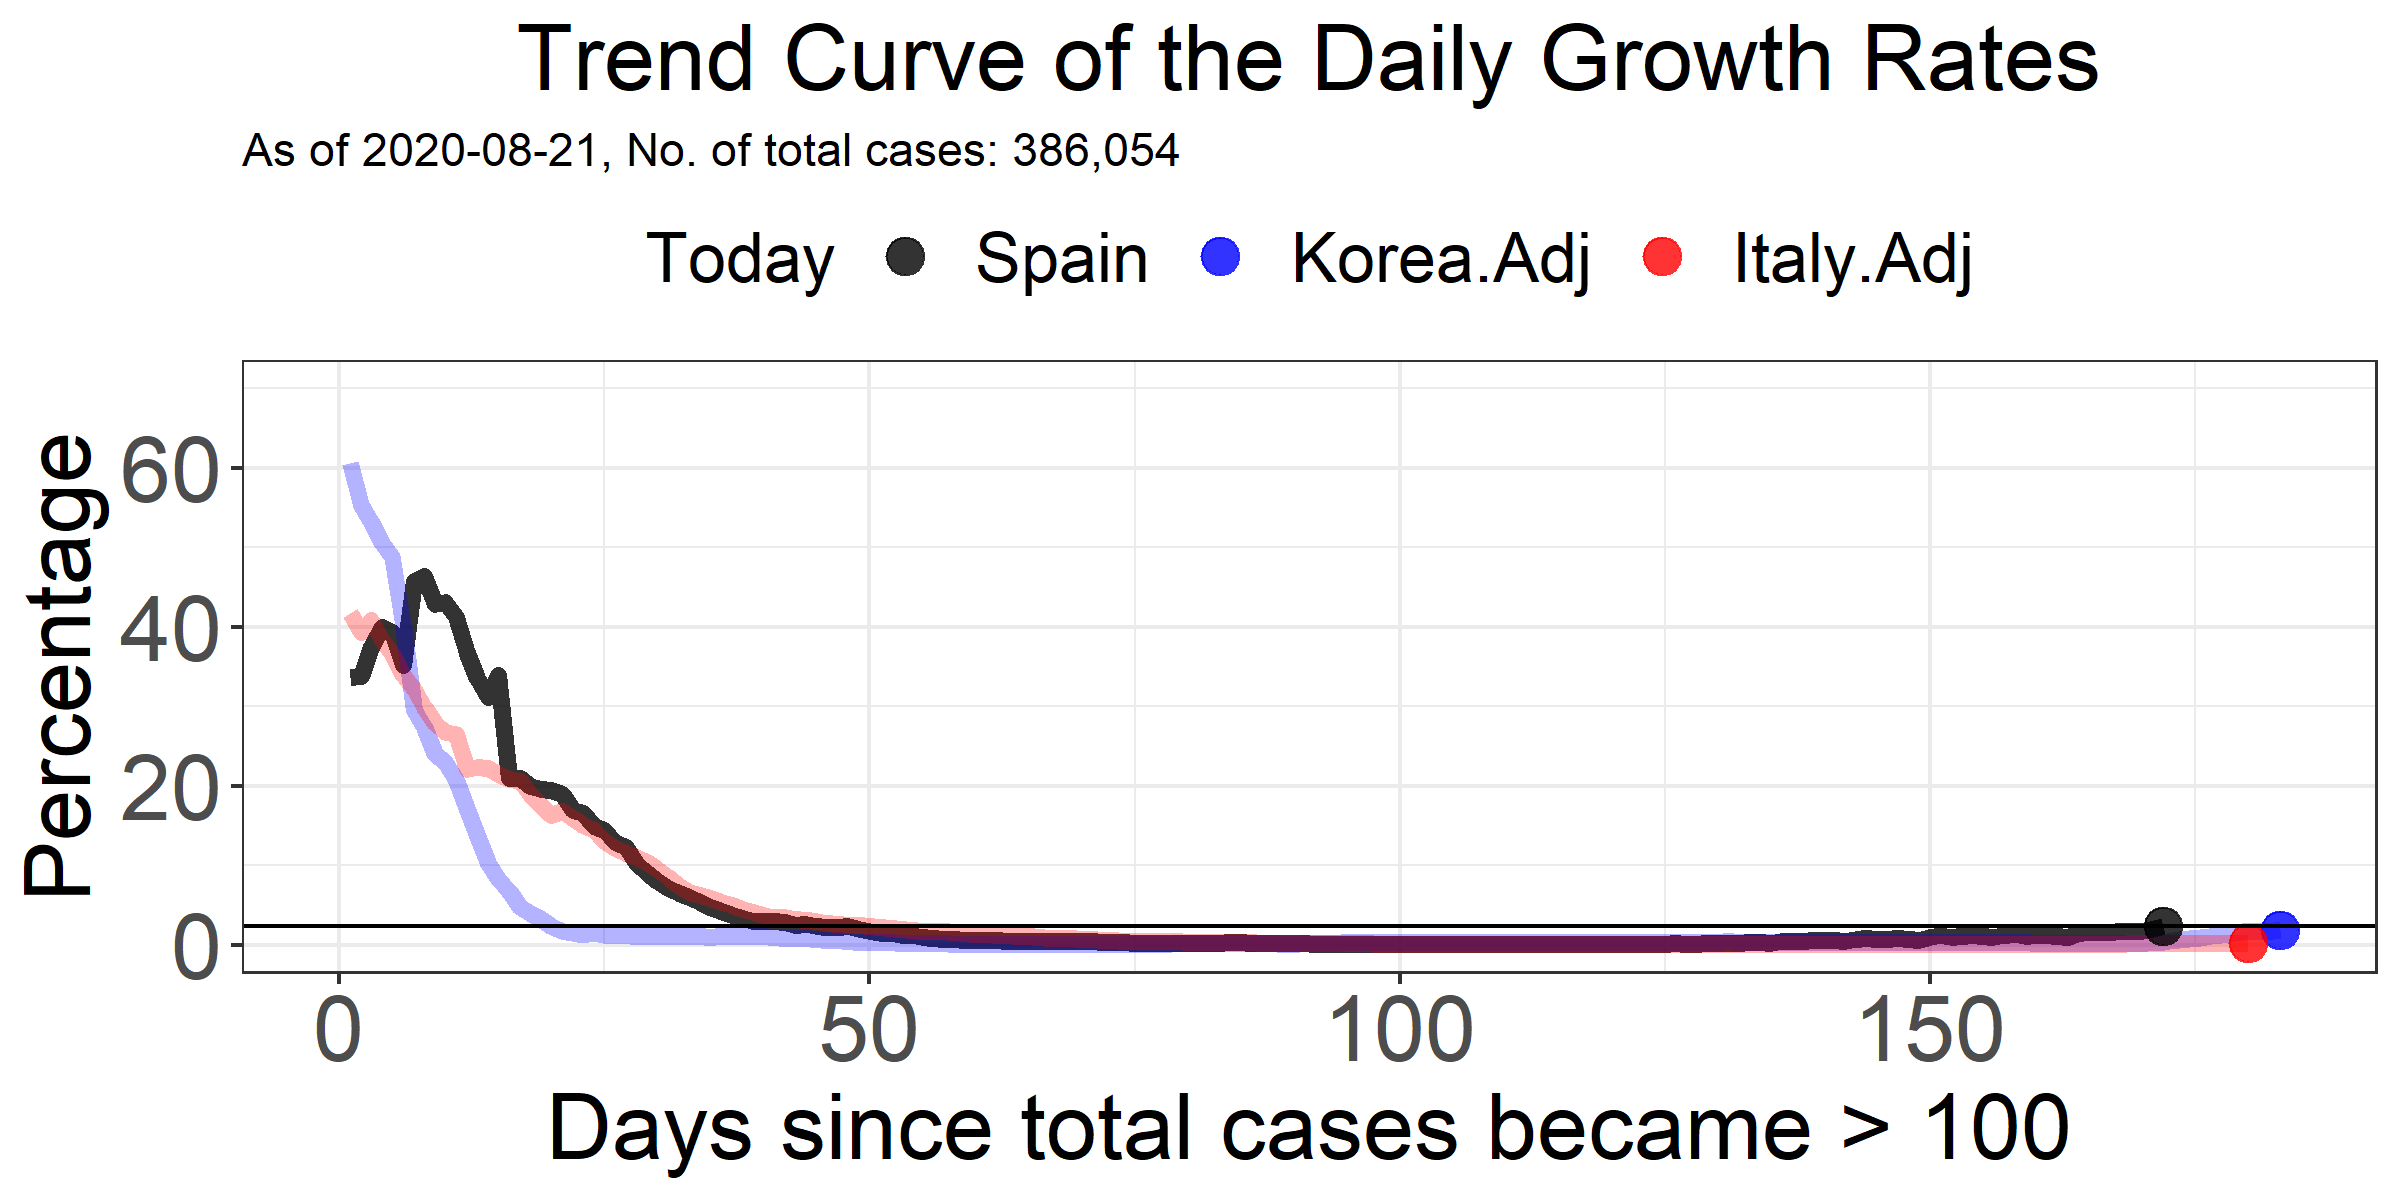 Trend Curve of the Daily Growth Rates
As of 2020-08-21, No. of total cases: 386,054
Today Spain Korea.Adj Italy.Adj
Percentage
60
40
20
0
0 50 100 150
Days since total cases became > 100